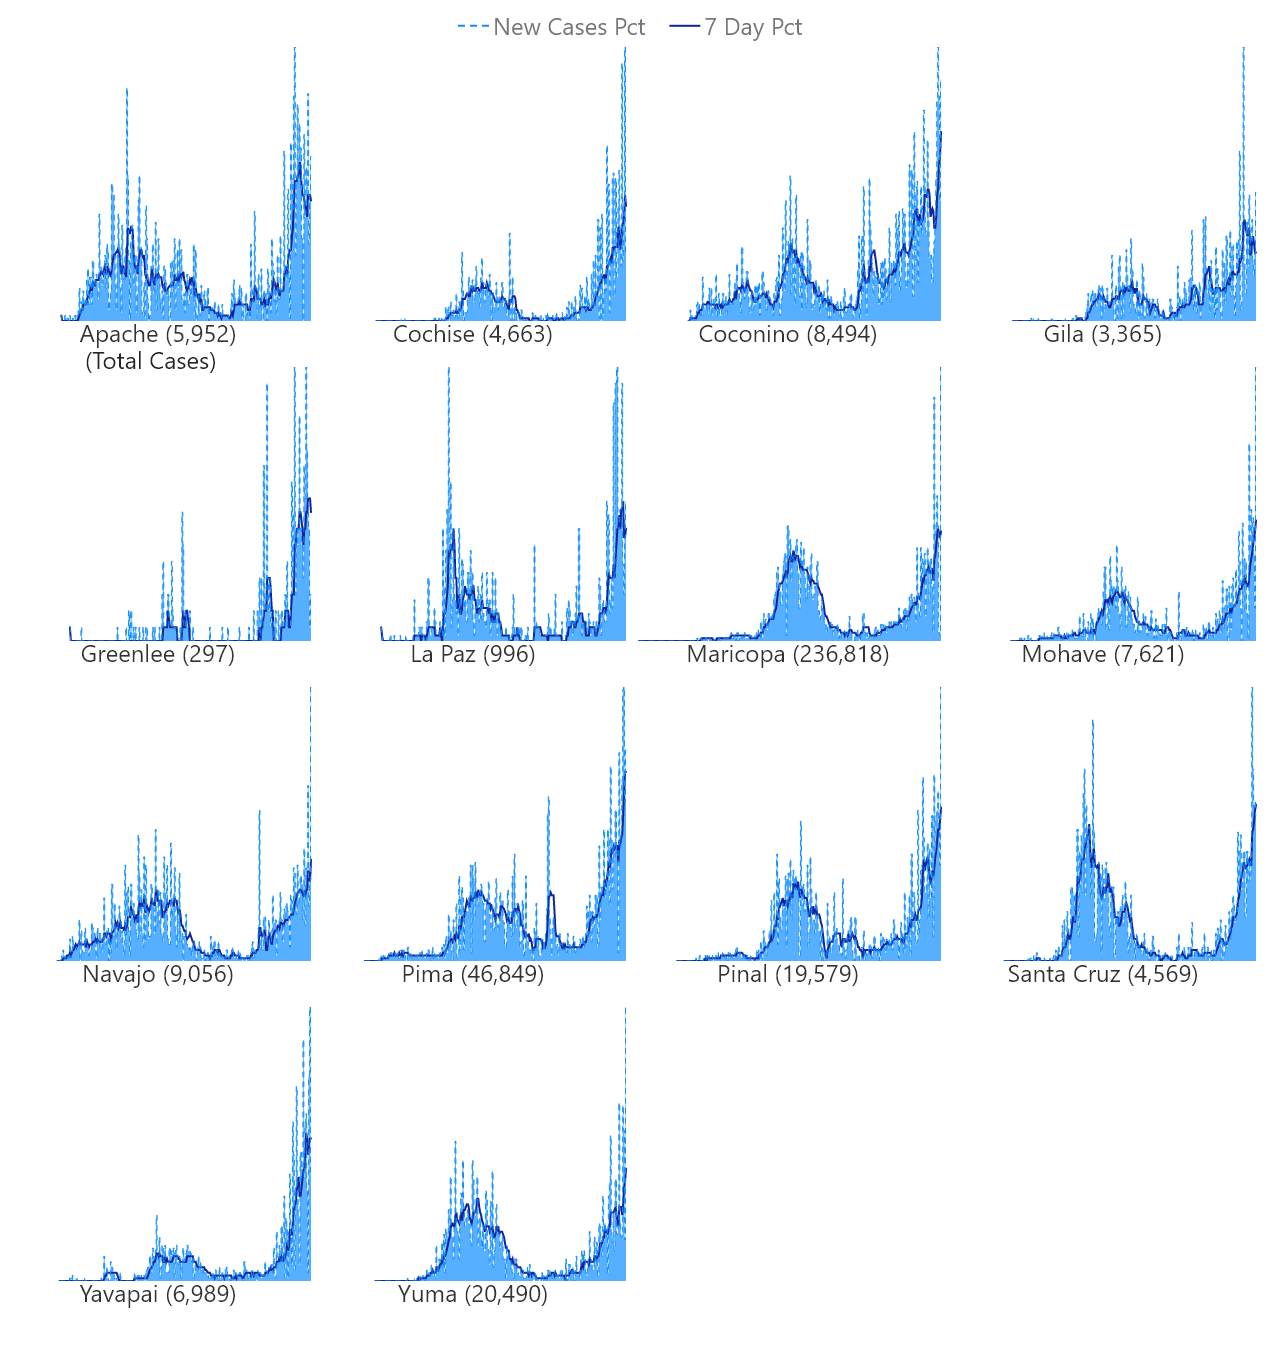 New Cases Pct 7 Day Pct
Apache (5,952) Cochise (4,663) Coconino (8,494) Gila (3,365)
(Total Cases)
Greenlee (297) La Paz (996) Maricopa (236,818) Mohave (7,621)
Navajo (9,056) Pima (46,849) Pinal (19,579) Santa Cruz (4,569)
Yavapai (6,989) Yuma (20,490)